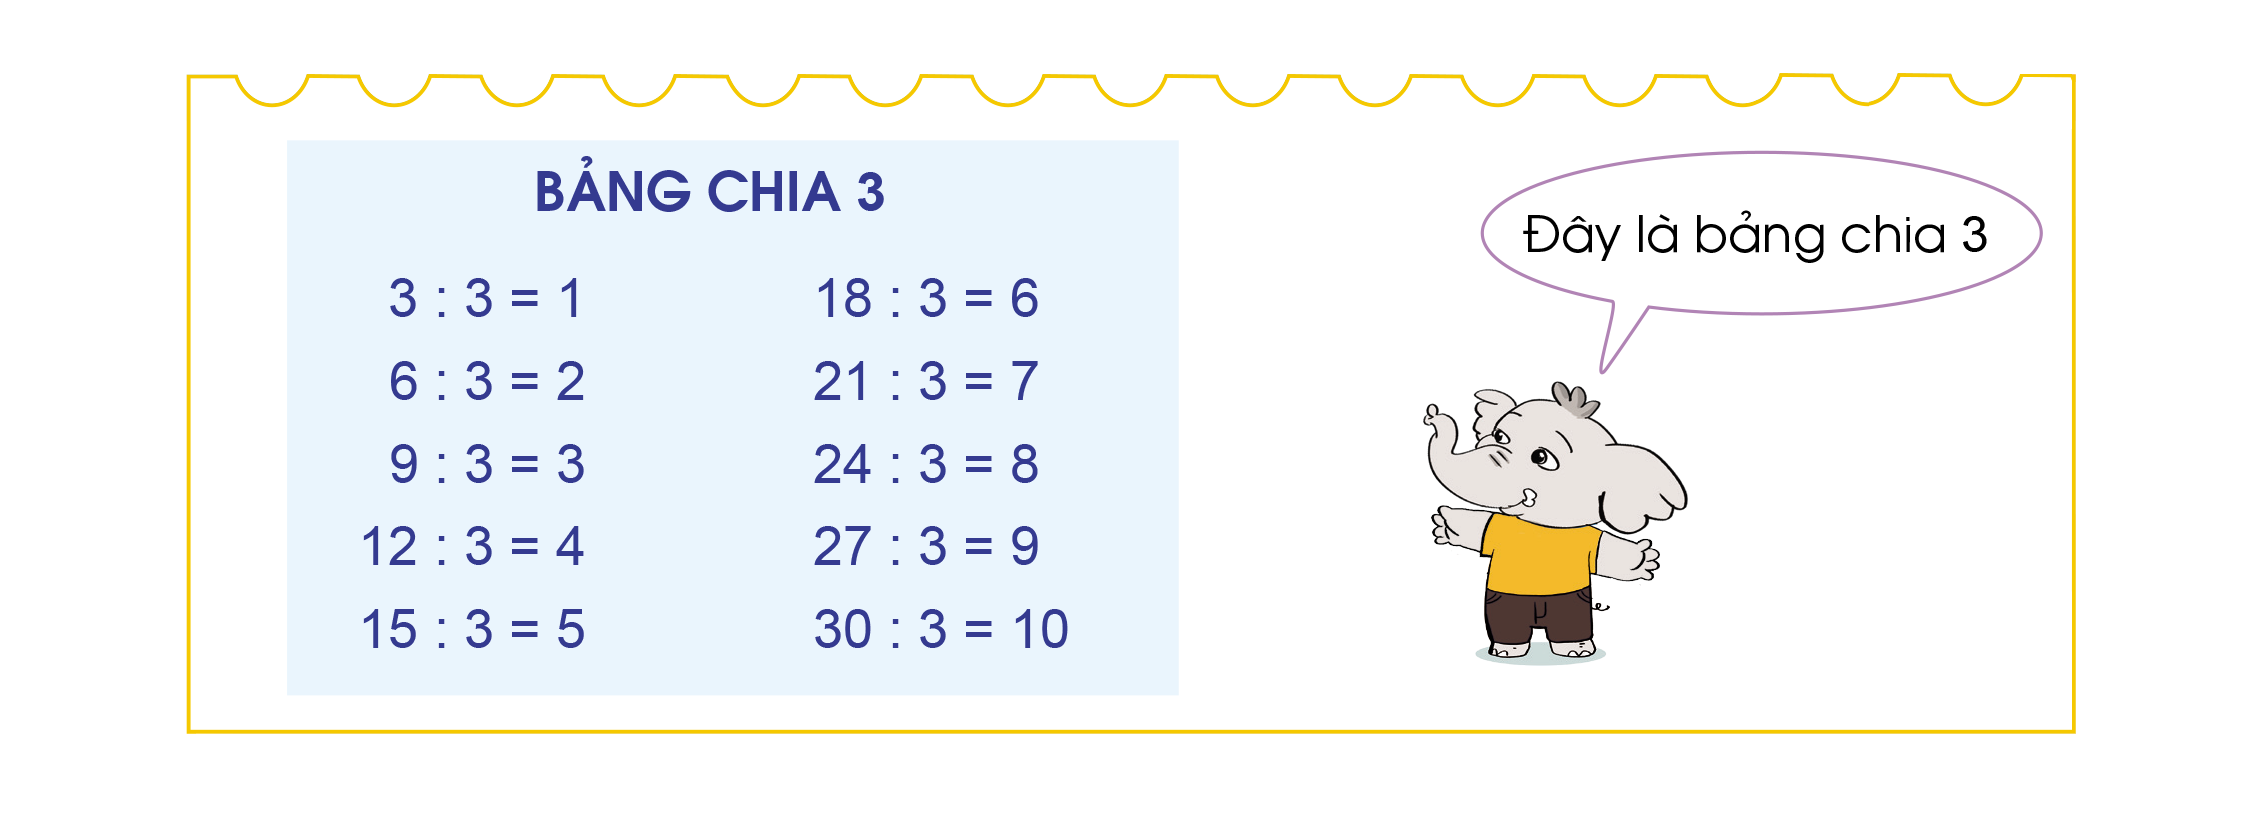 BẢNG CHIA 3
3 : 3 = 1
6 : 3 = 2
9 : 3 = 3
12 : 3 = 4
15 : 3 = 5
18 : 3 = 6
21 : 3 = 7
24 : 3 = 8
27 : 3 = 9
30 : 3 = 10
Đây là bảng chia 3